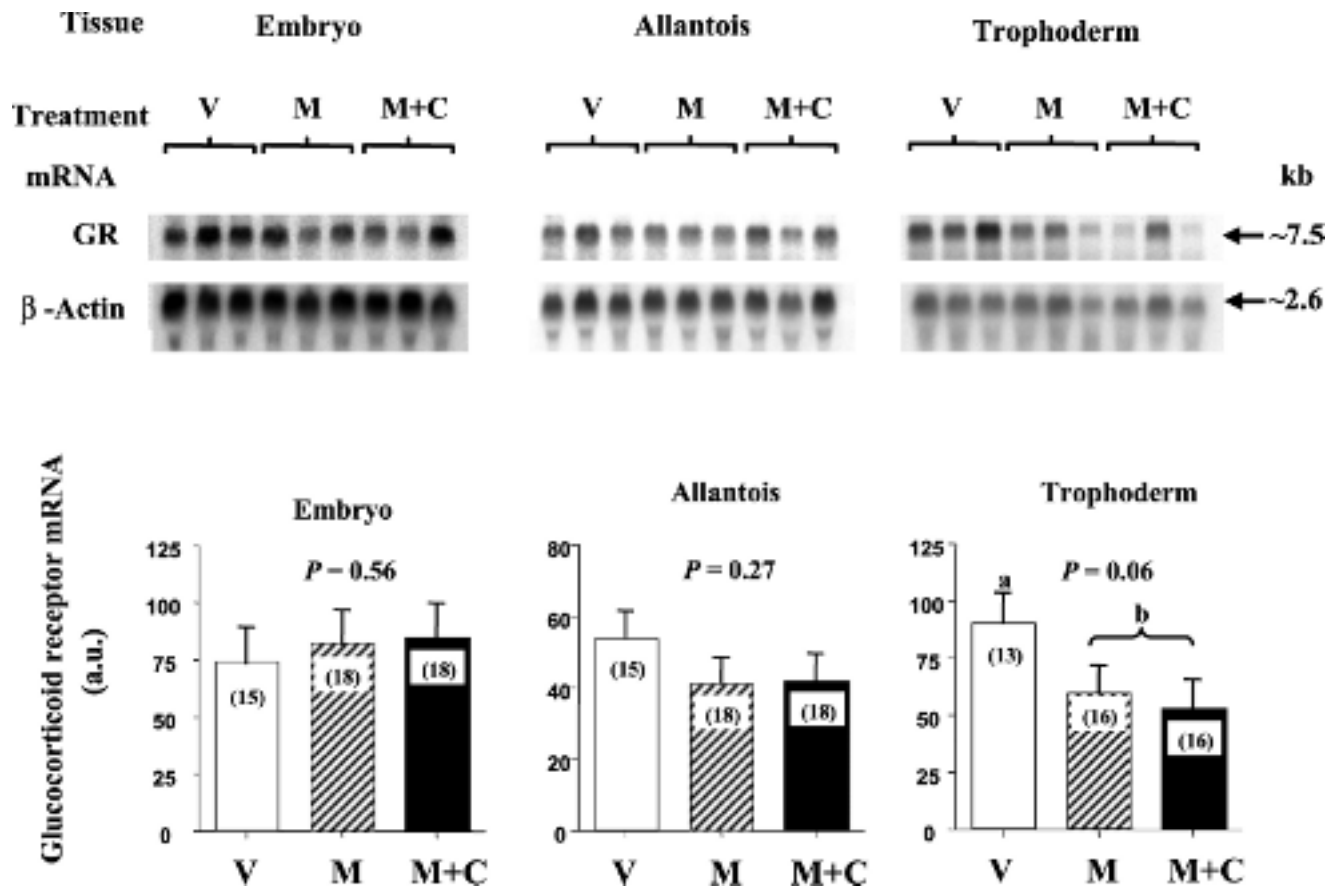 Tissue Embryo Allantois Trophoderm
Treatment V M M+C V M M+C V M M+C
mRNA kb
GR ~7.5
β-Actin ~2.6
Glucocorticoid receptor mRNA
(a.u.)
Embryo
P = 0.56
125
100
75
50
25
0
(15) (18) (18)
V M M+C
Allantois
P = 0.27
80
60
40
20
0
(15) (18) (18)
V M M+C
Trophoderm
P = 0.06
a
b
125
100
75
50
25
0
(13) (16) (16)
V M M+C